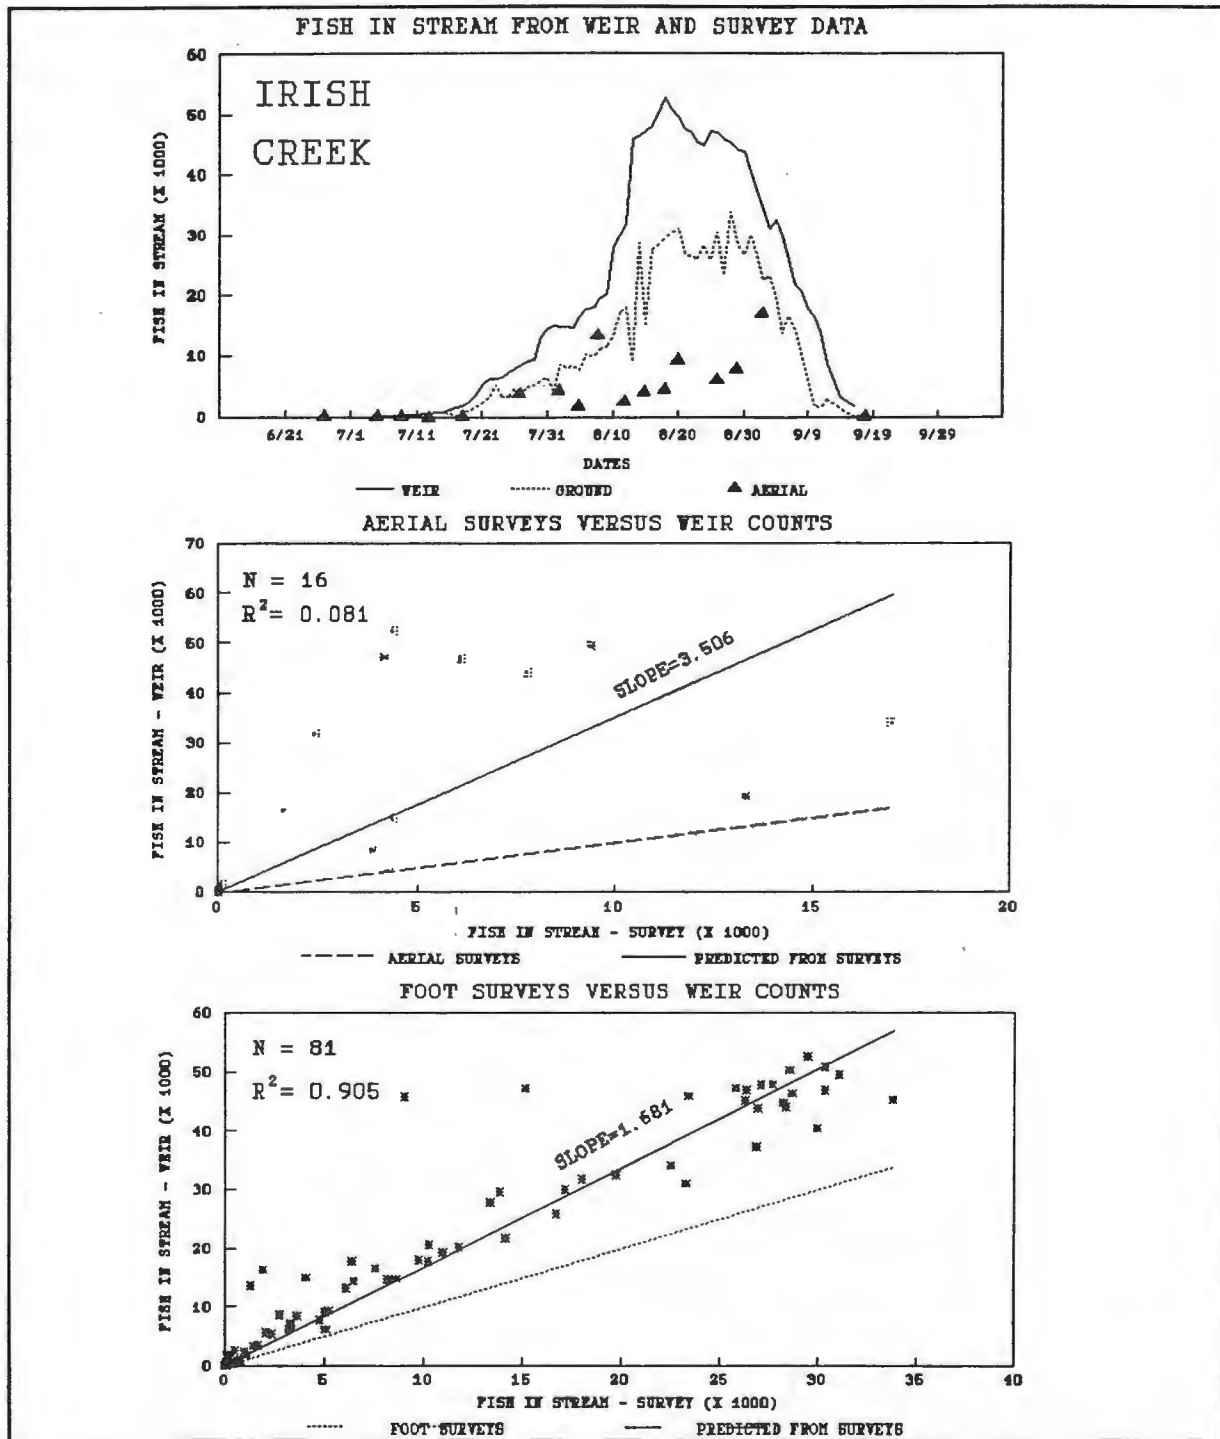 FISH IN STREAM FROM WEIR AND SURVEY DATA
IRISH
CREEK
FISH IN STREAM (X 1000)
60
50
40
30
20
10
0
6/21 7/1 7/11 7/21 7/31 8/10 8/20 8/30 9/9 9/19 9/29
DATES
WEIR GROUND AERIAL
AERIAL SURVEYS VERSUS WEIR COUNTS
FISH IN STREAM - WEIR (X 1000)
70
60
50
40
30
20
10
0
N = 16
R²= 0.081
SLOPE=3.506
0 5 10 15 20
FISH IN STREAM - SURVEY (X 1000)
AERIAL SURVEYS PREDICTED FROM SURVEYS
FOOT SURVEYS VERSUS WEIR COUNTS
FISH IN STREAM - WEIR (X 1000)
60
50
40
30
20
10
0
N = 81
R²= 0.905
SLOPE=1.681
0 5 10 15 20 25 30 35 40
FISH IN STREAM - SURVEY (X 1000)
FOOT SURVEYS PREDICTED FROM SURVEYS